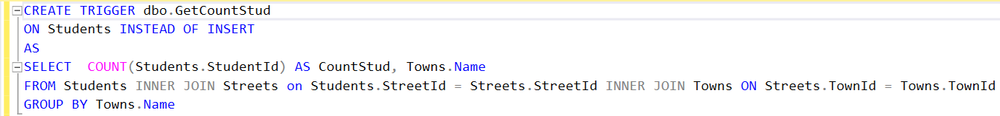 CREATE TRIGGER dbo.GetCountStud
ON Students INSTEAD OF INSERT
AS
SELECT  COUNT(Students.StudentId) AS CountStud, Towns.Name
FROM Students INNER JOIN Streets on Students.StreetId = Streets.StreetId INNER JOIN Towns ON Streets.TownId = Towns.TownId
GROUP BY Towns.Name